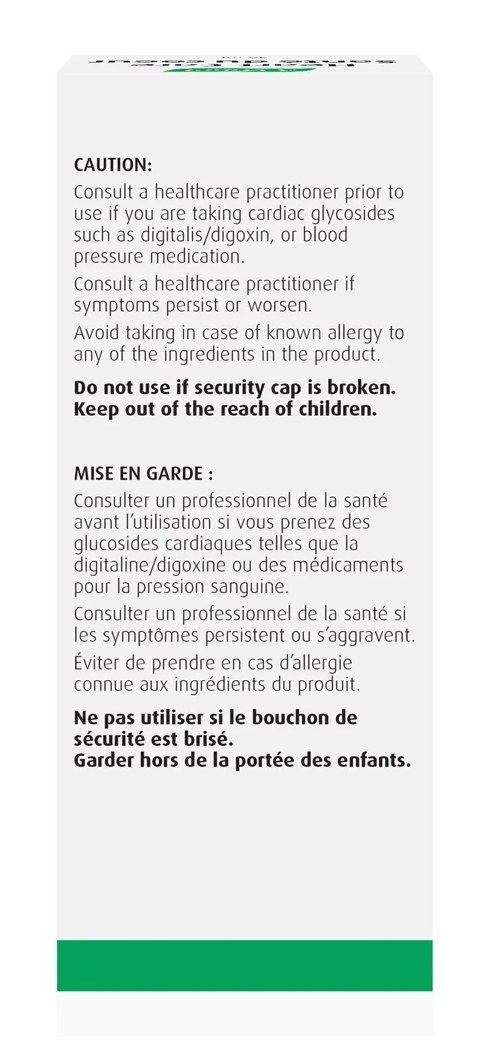 CAUTION:
Consult a healthcare practitioner prior to
use if you are taking cardiac glycosides
such as digitalis/digoxin, or blood
pressure medication.
Consult a healthcare practitioner if
symptoms persist or worsen.
Avoid taking in case of known allergy to
any of the ingredients in the product.
Do not use if security cap is broken.
Keep out of the reach of children.
MISE EN GARDE :
Consulter un professionnel de la santé
avant l’utilisation si vous prenez des
glucosides cardiaques telles que la
digitaline/digoxine ou des médicaments
pour la pression sanguine.
Consulter un professionnel de la santé si
les symptômes persistent ou s’aggravent.
Éviter de prendre en cas d’allergie
connue aux ingrédients du produit.
Ne pas utiliser si le bouchon de
sécurité est brisé.
Garder hors de la portée des enfants.